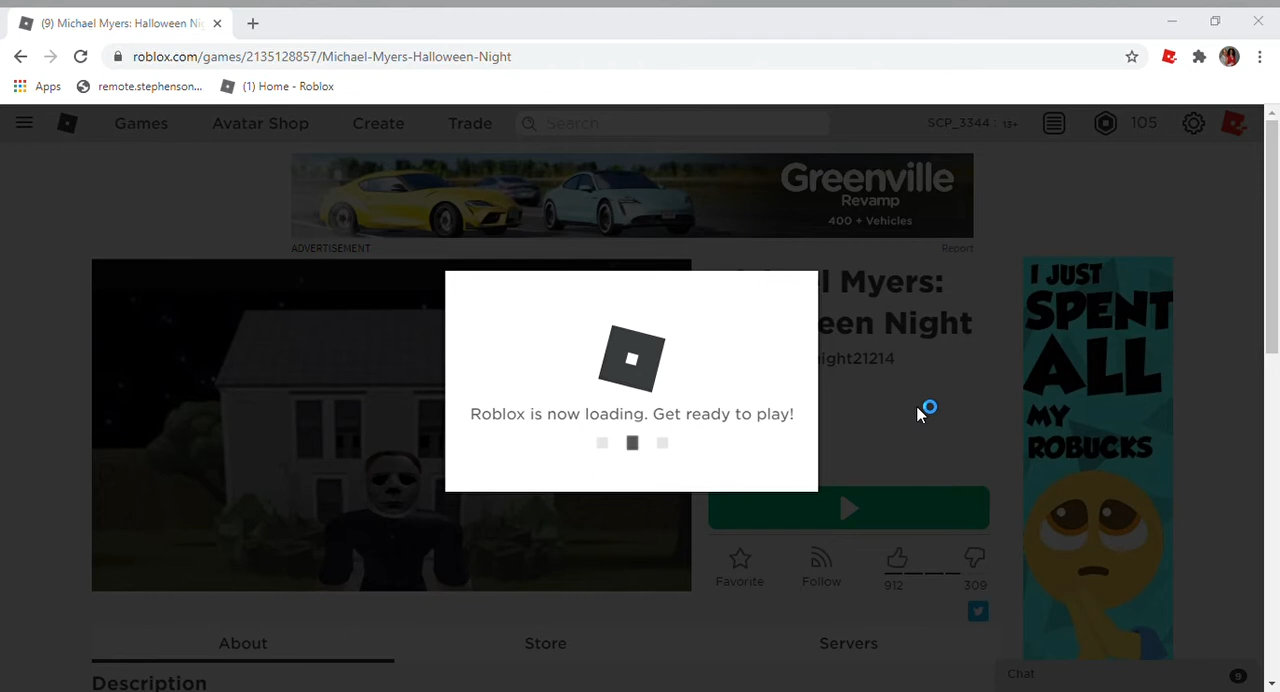 (9) Michael Myers: Halloween Ni
roblox.com/games/2135128857/Michael-Myers-Halloween-Night
Apps
remote.stephenson...
(1) Home - Roblox
Games
Avatar Shop
Create
Trade
Search
SCP_3344 : 13+
105
Greenville
Revamp
400 + Vehicles
ADVERTISEMENT
Report
l Myers:
een Night
ight21214
Roblox is now loading. Get ready to play!
I JUST
SPENT
ALL
MY
ROBUCKS
Favorite
Follow
912
309
About
Store
Servers
Description
Chat
9